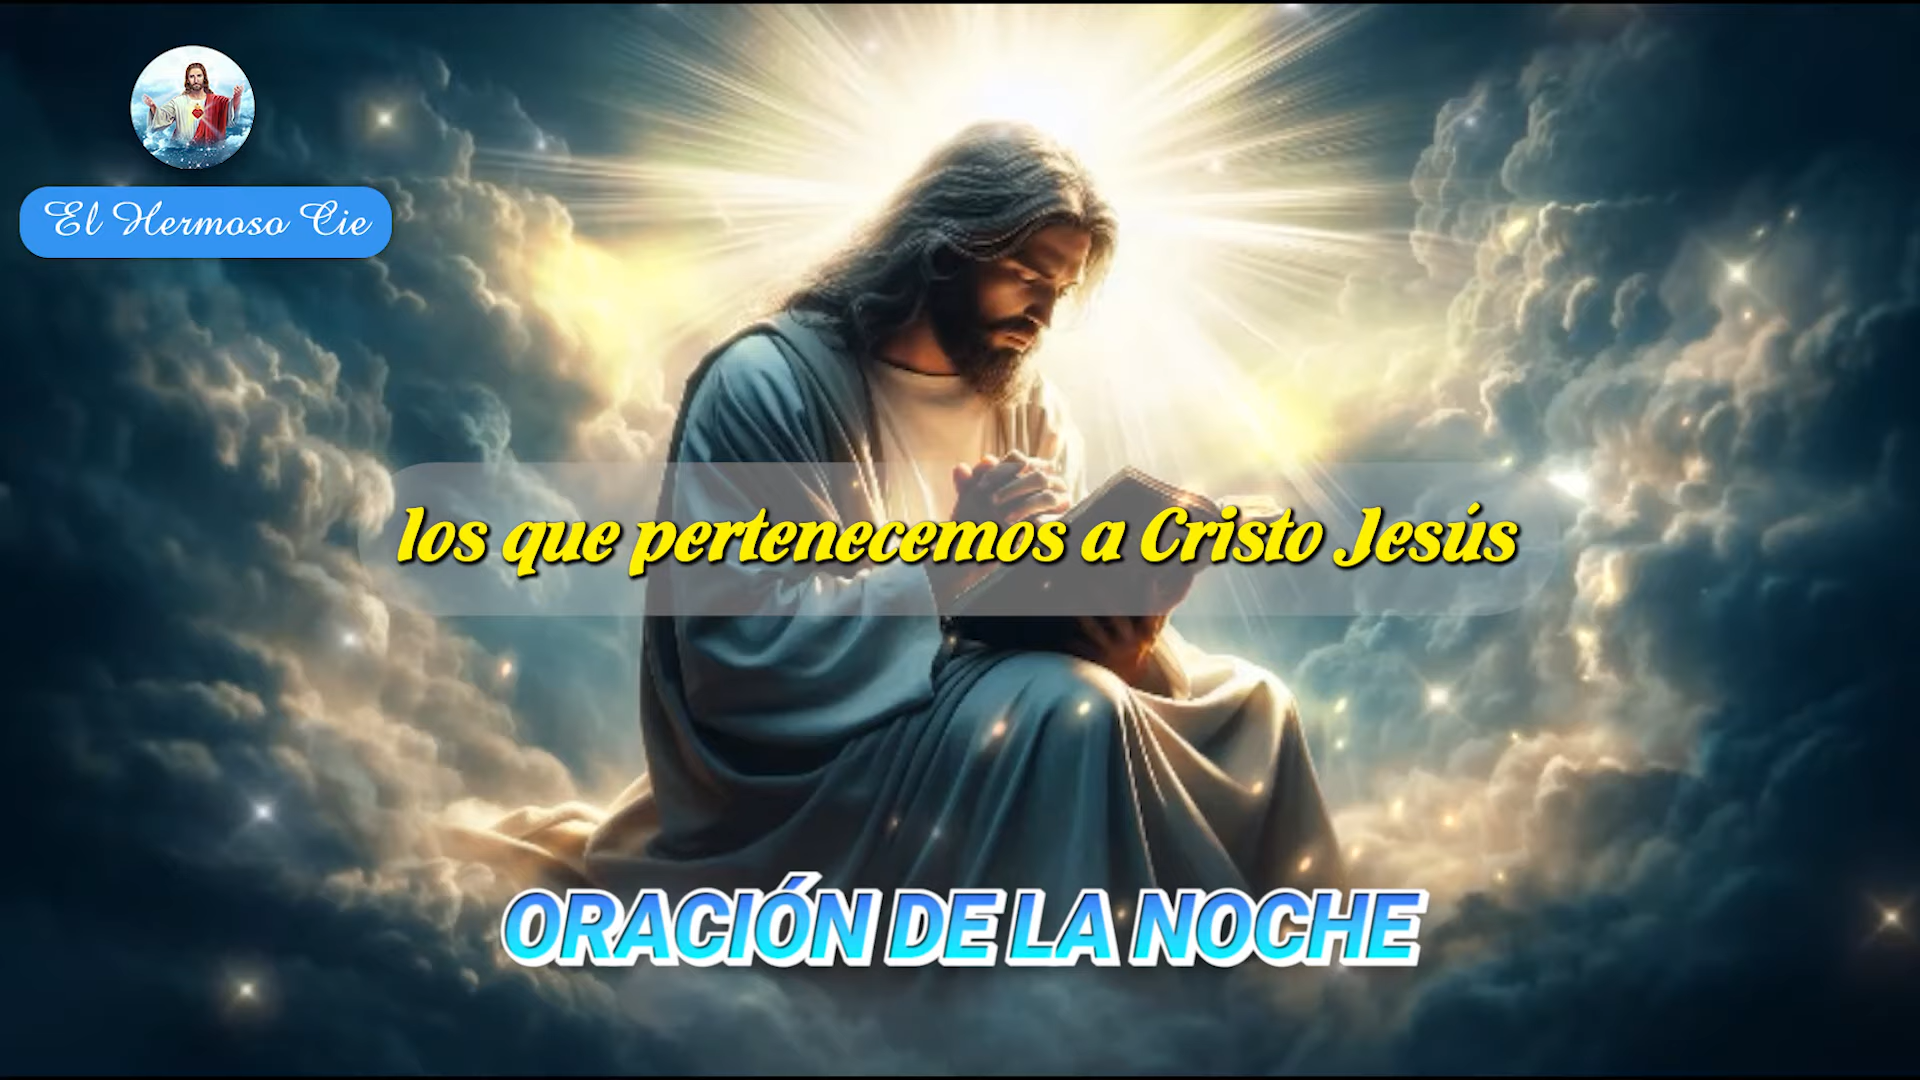 El Hermoso Cie
los que pertenecemos a Cristo Jesús
ORACIÓN DE LA NOCHE